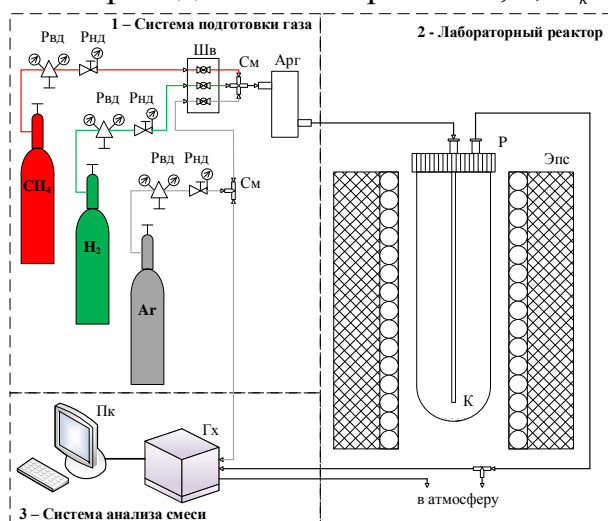 1 – Система подготовки газа
2 - Лабораторный реактор
Рвд
Рнд
Шв
См
Арг
Рвд
Рнд
Р
Эпс
Рвд
Рнд
См
CH₄
H₂
Ar
К
Пк
Гх
в атмосферу
3 – Система анализа смеси